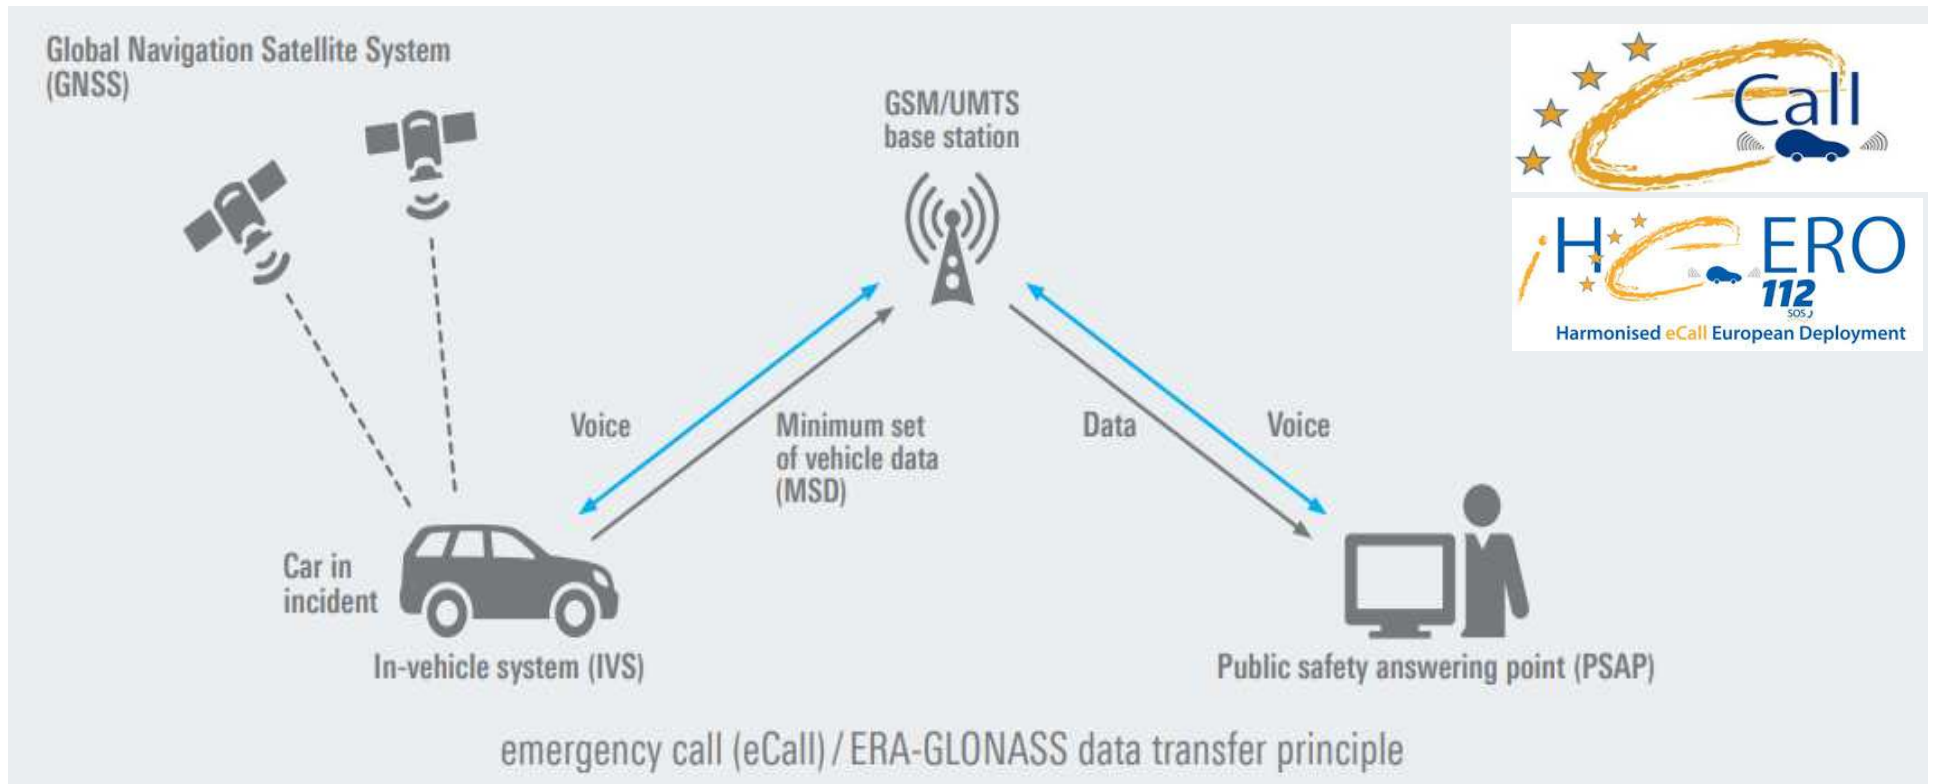 Global Navigation Satellite System
(GNSS)
GSM/UMTS
base station
Call
iHeERO
112
SOS
Harmonised eCall European Deployment
Voice
Minimum set
of vehicle data
(MSD)
Data
Voice
Car in
incident
In-vehicle system (IVS)
Public safety answering point (PSAP)
emergency call (eCall) / ERA-GLONASS data transfer principle